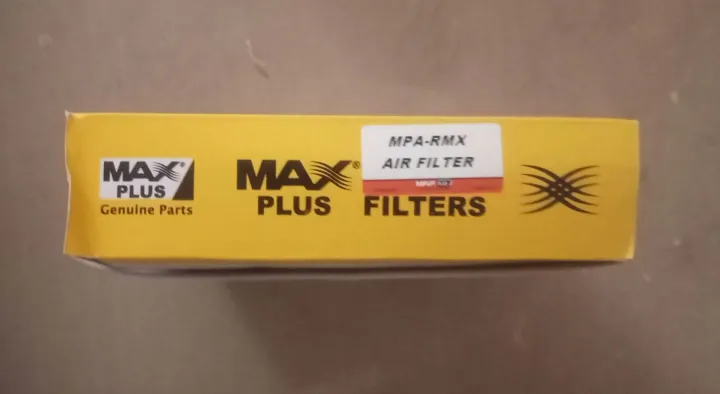 MAX®
PLUS
Genuine Parts
MAX®
PLUS FILTERS
MPA-RMX
AIR FILTER